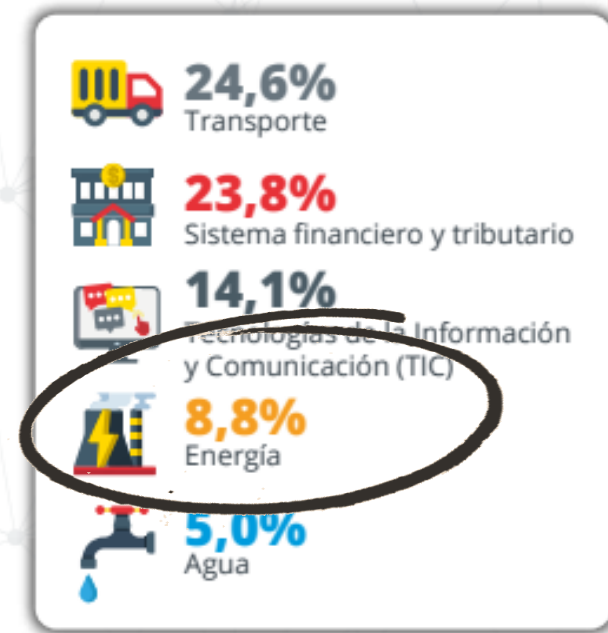 24,6%
Transporte
$
23,8%
Sistema financiero y tributario
14,1%
Tecnologías de la Información
y Comunicación (TIC)
8,8%
Energía
5,0%
Agua